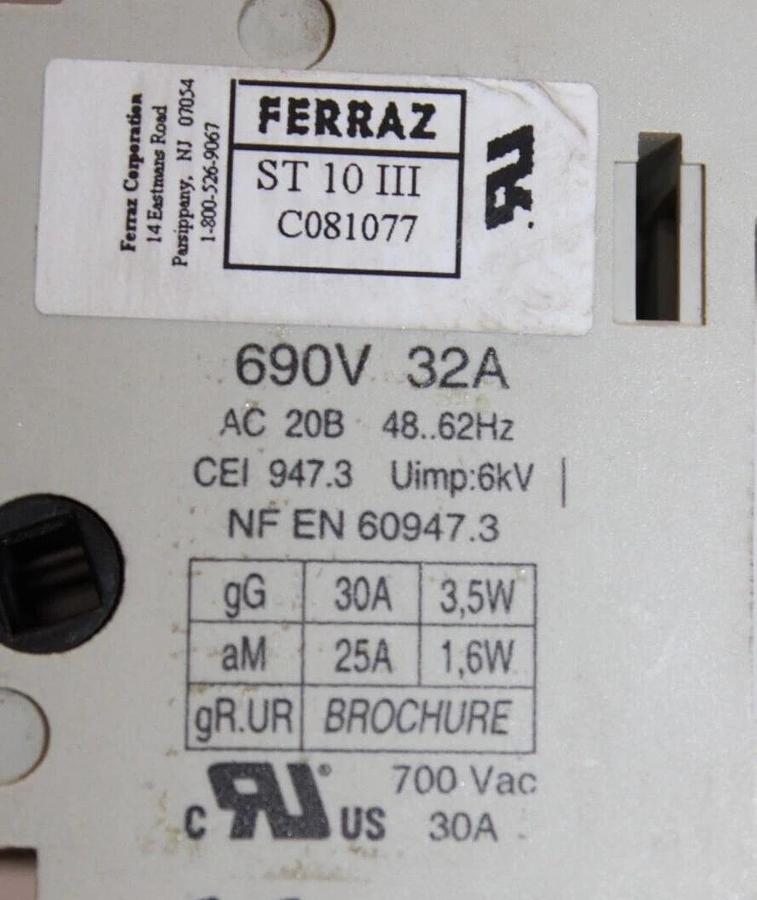 Ferraz Corporation
14 Eastmans Road
Parsippany, NJ 07054
1-800-526-9067
FERRAZ
ST 10 III
C081077
RU
690V 32A
AC 20B 48..62Hz
CEI 947.3 Uimp:6kV
NF EN 60947.3
gG 30A 3,5W
aM 25A 1,6W
gR.UR BROCHURE
C RU® US 700 Vac
30A